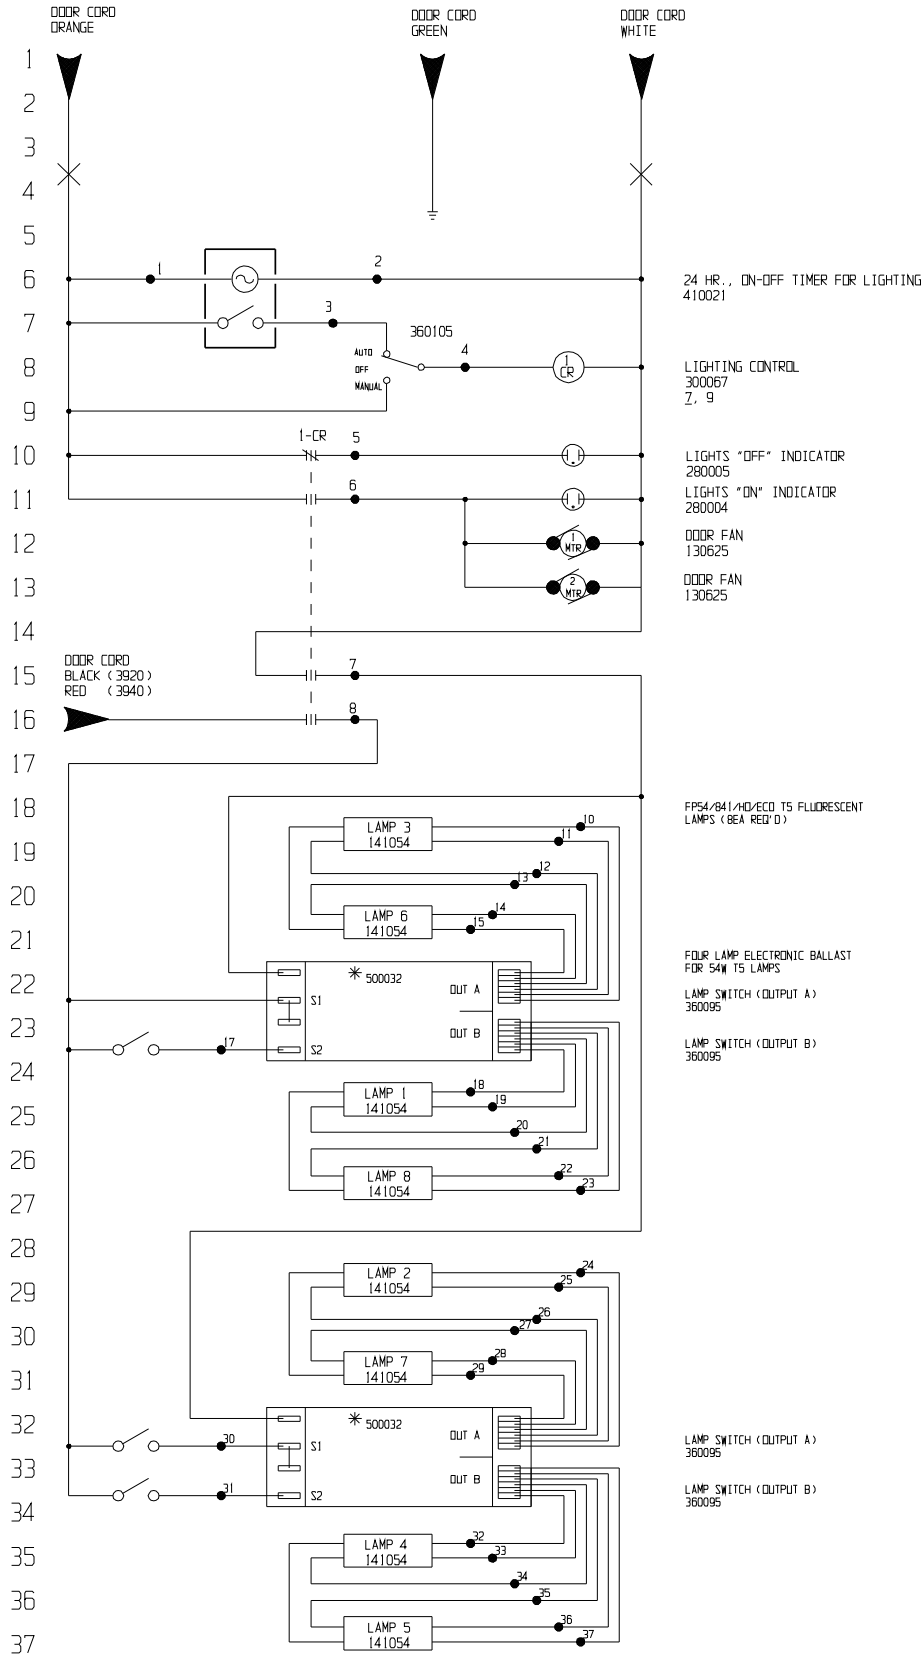 DOOR CORD
ORANGE
DOOR CORD
GREEN
DOOR CORD
WHITE
1
2
3
4
5
6
1
2
24 HR., ON-OFF TIMER FOR LIGHTING
410021
7
3
360105
8
AUTO
OFF
MANUAL
4
1
CR
LIGHTING CONTROL
300067
7, 9
9
1-CR
10
5
LIGHTS "OFF" INDICATOR
280005
11
6
LIGHTS "ON" INDICATOR
280004
12
1
MTR
DOOR FAN
130625
13
2
MTR
DOOR FAN
130625
14
DOOR CORD
BLACK (3920)
RED (3940)
15
7
16
8
17
18
FP54/841/HO/ECO T5 FLUORESCENT
LAMPS (8EA REQ'D)
LAMP 3
141054
10
11
19
12
13
20
LAMP 6
141054
14
15
21
FOUR LAMP ELECTRONIC BALLAST
FOR 54W T5 LAMPS
22
500032
OUT A
S1
LAMP SWITCH (OUTPUT A)
360095
23
OUT B
17
S2
LAMP SWITCH (OUTPUT B)
360095
24
LAMP 1
141054
18
19
25
20
21
26
LAMP 8
141054
22
23
27
28
LAMP 2
141054
24
25
29
26
27
30
LAMP 7
141054
28
29
31
32
500032
OUT A
30
S1
LAMP SWITCH (OUTPUT A)
360095
33
OUT B
31
S2
LAMP SWITCH (OUTPUT B)
360095
34
LAMP 4
141054
32
33
35
34
35
36
LAMP 5
141054
36
37
37